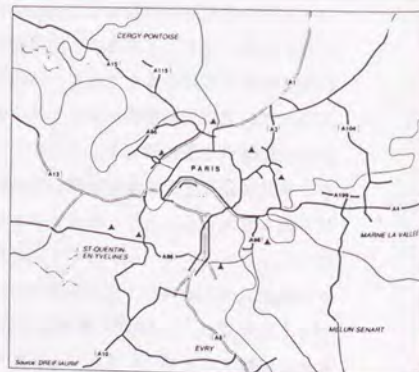 CERGY-PONTOISE
A15
A115
A1
A86
A3
A104
A13
PARIS
A199
A4
MARNE LA VALLEE
ST-QUENTIN
EN YVELINES
A86
A86
MELUN SENART
A6
EVRY
A10
Source: DREIF IAURIF